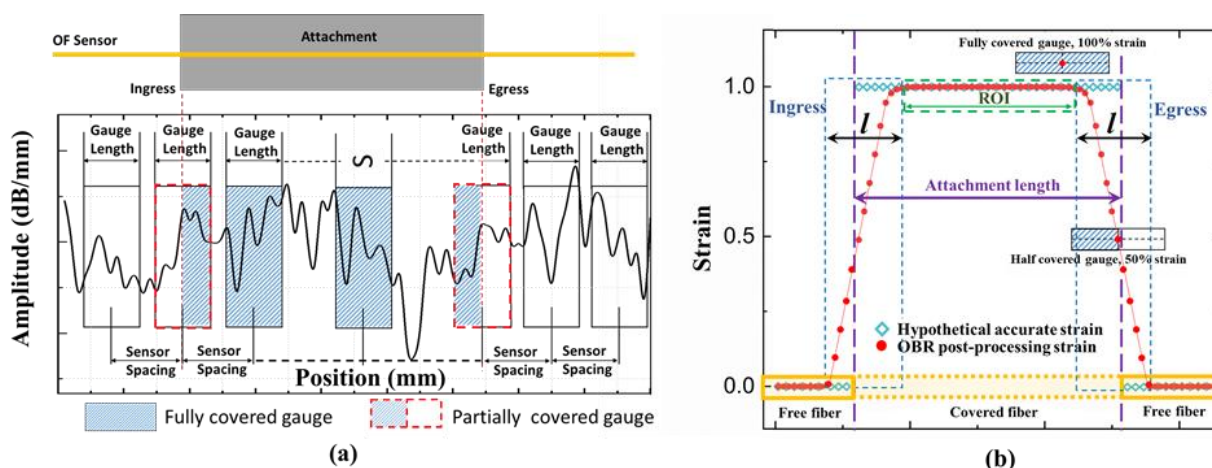 (a)
OF Sensor
Attachment
Ingress
Egress
Gauge
Length
Gauge
Length
Gauge
Length
S
Gauge
Length
Gauge
Length
Gauge
Length
Amplitude (dB/mm)
Sensor
Spacing
Sensor
Spacing
Sensor
Spacing
Sensor
Spacing
Position (mm)
Fully covered gauge
Partially covered gauge
(a)
Fully covered gauge, 100% strain
1.0
Ingress
ROI
Egress
l
l
Attachment length
Strain
0.5
Half covered gauge, 50% strain
Hypothetical accurate strain
OBR post-processing strain
0.0
Free fiber
Covered fiber
Free fiber
(b)